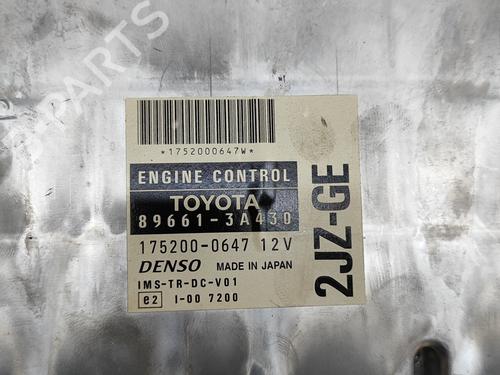 *1752000647W*
ENGINE CONTROL
TOYOTA
89661-3A430
175200-0647 12V
DENSO MADE IN JAPAN
IMS-TR-DC-V01
e2 I-00 7200
2JZ-GE
PARTS